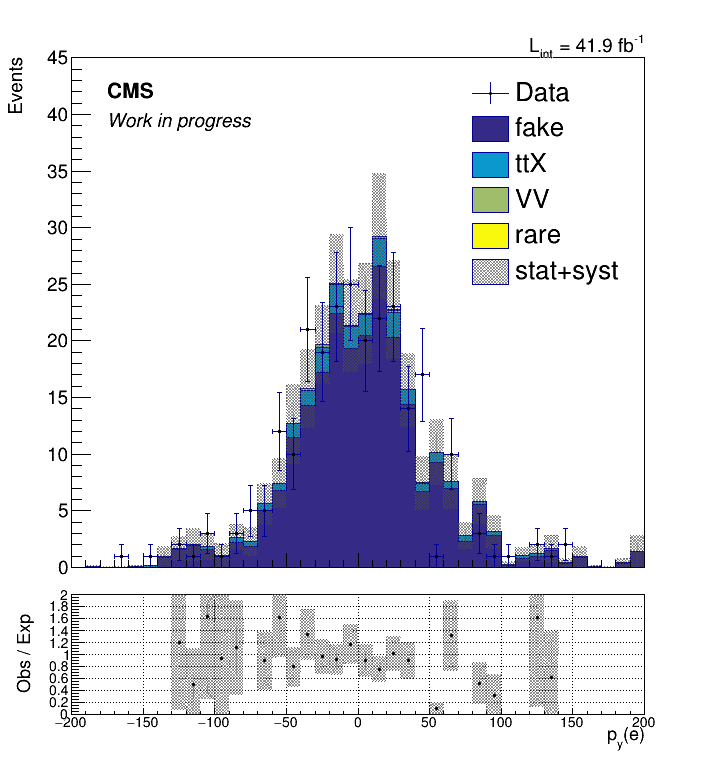 L_int = 41.9 fb^-1
Events
45
40
35
30
25
20
15
10
5
0
CMS
Work in progress
Data
fake
ttX
VV
rare
stat+syst
Obs / Exp
2
1.8
1.6
1.4
1.2
1
0.8
0.6
0.4
0.2
0
−200 −150 −100 −50 0 50 100 150 200
p_y(e)